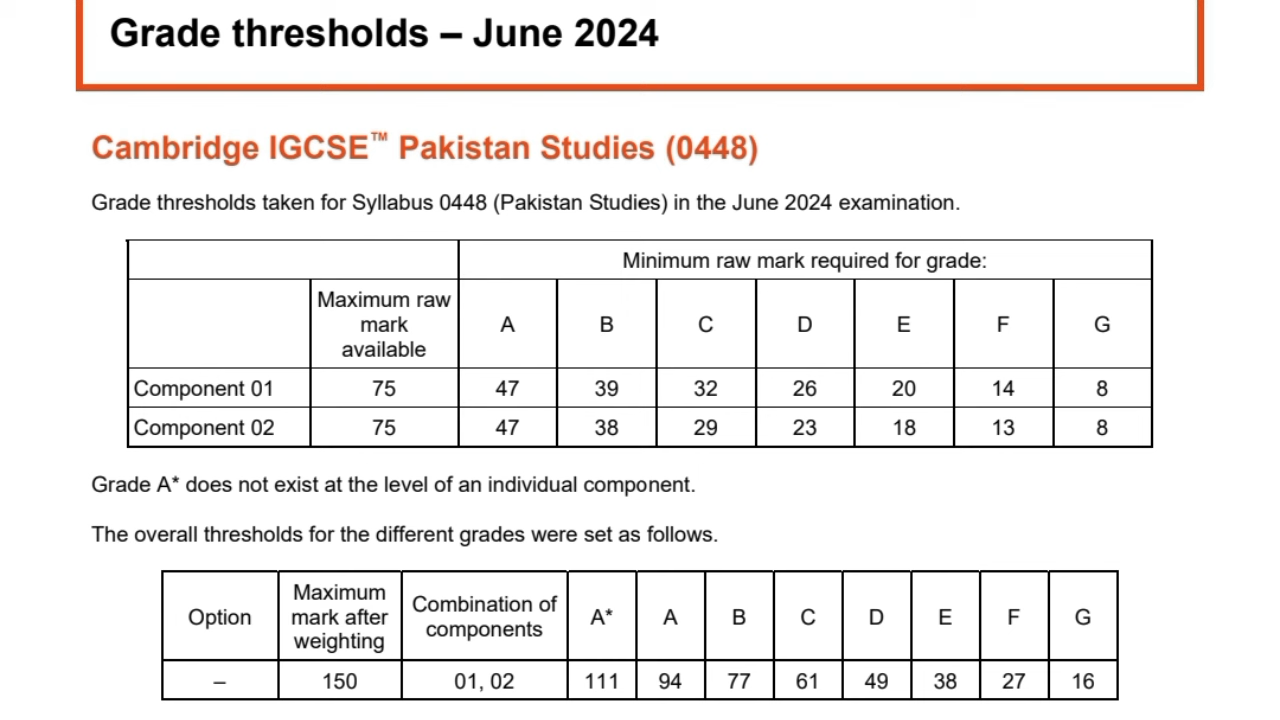 Grade thresholds – June 2024
Cambridge IGCSE™ Pakistan Studies (0448)
Grade thresholds taken for Syllabus 0448 (Pakistan Studies) in the June 2024 examination.
Minimum raw mark required for grade:
Maximum raw
mark
available
A B C D E F G
Component 01 75 47 39 32 26 20 14 8
Component 02 75 47 38 29 23 18 13 8
Grade A* does not exist at the level of an individual component.
The overall thresholds for the different grades were set as follows.
Option
Maximum
mark after
weighting
Combination of
components
A* A B C D E F G
– 150 01, 02 111 94 77 61 49 38 27 16